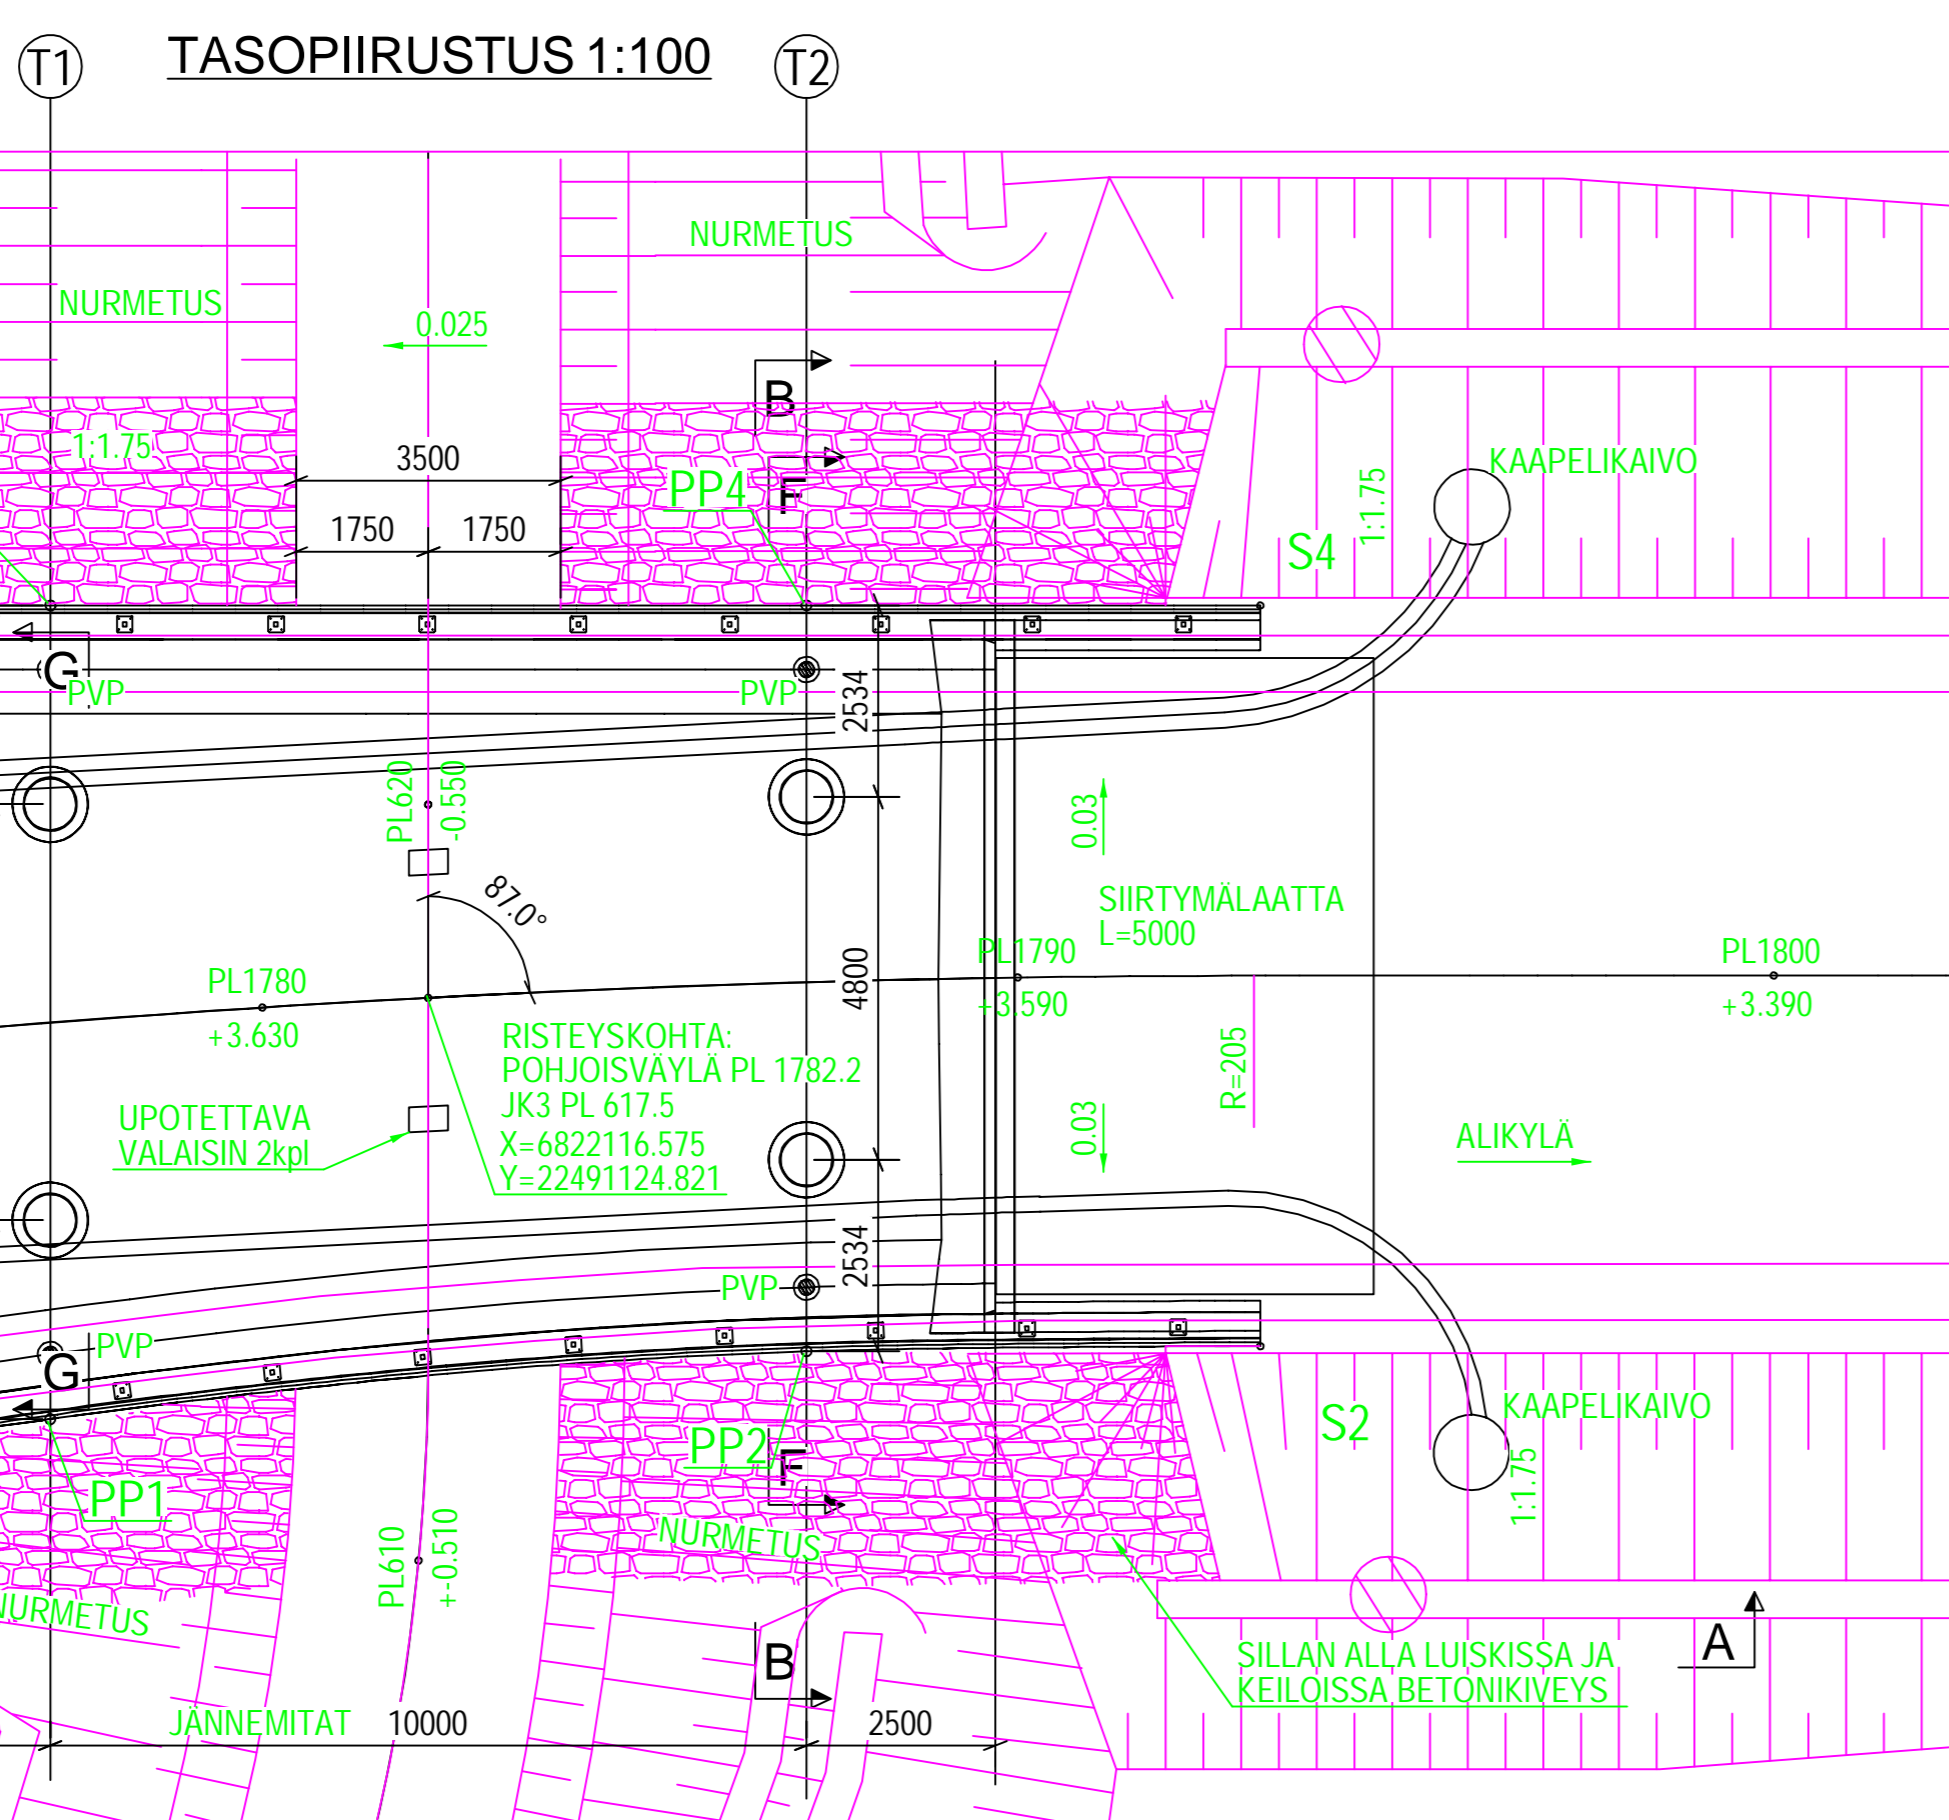 T1
TASOPIIRUSTUS 1:100
T2
NURMETUS
NURMETUS
0.025
B
1:1.75
3500
PP4
F
KAAPELIKAIVO
1:1.75
1750
1750
S4
G
PVP
PVP
2534
PL620
-0.550
0.03
87.0°
SIIRTYMÄLAATTA
L=5000
PL1780
+3.630
4800
PL1790
+3.590
PL1800
+3.390
RISTEYSKOHTA:
POHJOISVÄYLÄ PL 1782.2
JK3 PL 617.5
X=6822116.575
Y=22491124.821
R=205
UPOTETTAVA
VALAISIN 2kpl
0.03
ALIKYLÄ
2534
PVP
PVP
G
KAAPELIKAIVO
S2
PP2
F
1:1.75
PP1
NURMETUS
PL610
+-0.510
NURMETUS
B
A
SILLAN ALLA LUISKISSA JA
KEILOISSA BETONIKIVEYS
JÄNNEMITAT
10000
2500